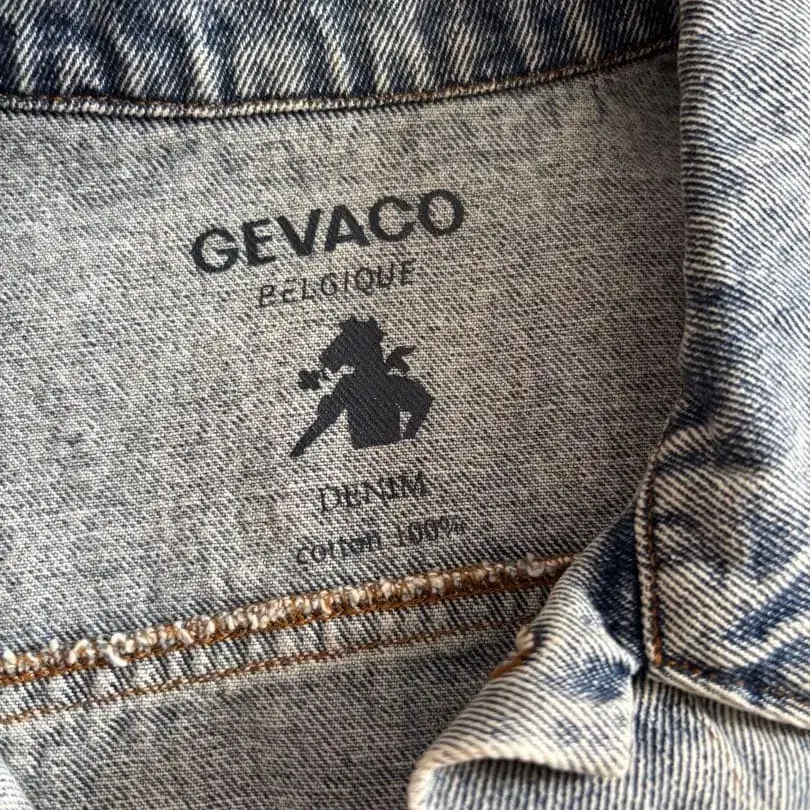 GEVACO
BELGIQUE
DENIM
cotton 100%